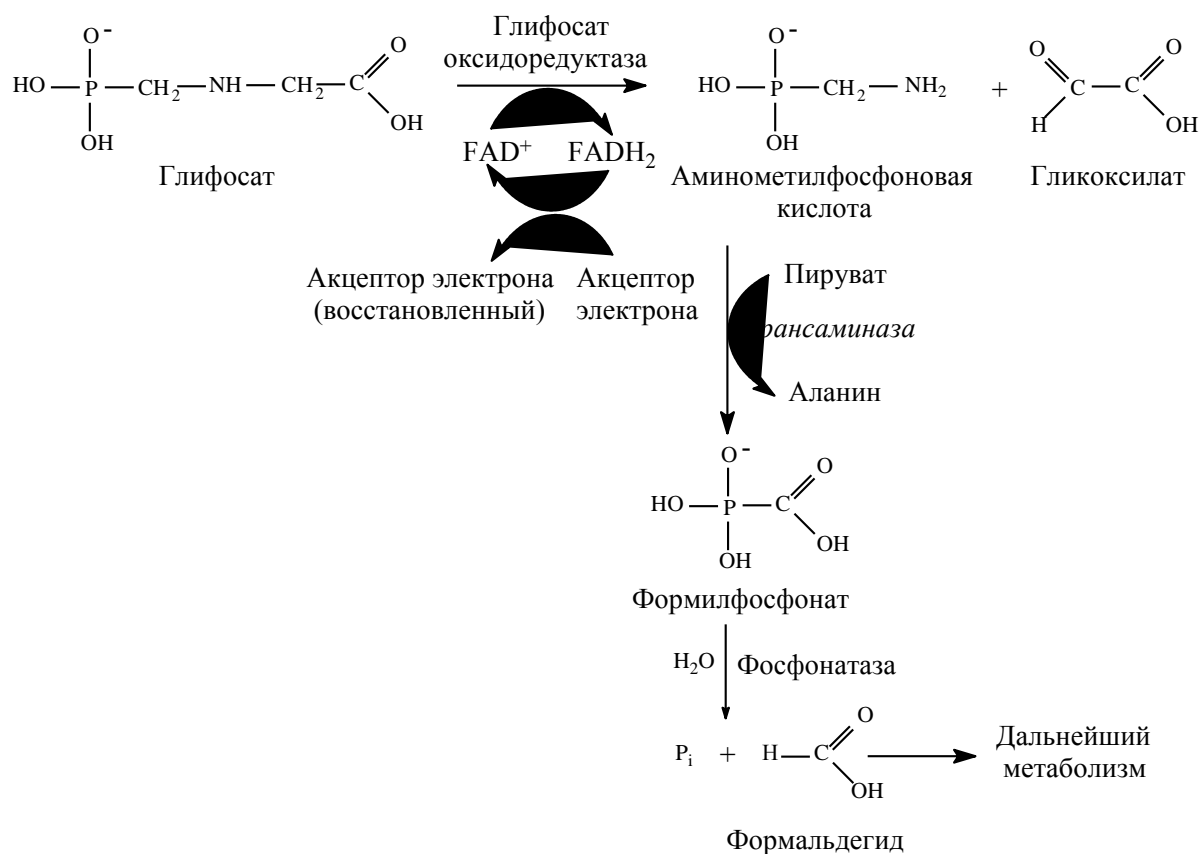 Глифосат
оксидоредуктаза
O-
HO P CH2 NH CH2 C O
OH OH
Глифосат
FAD+ FADH2
Акцептор электрона
(восстановленный)
Акцептор
электрона
O-
HO P CH2 NH2
OH
Аминометилфосфоновая
кислота
+
O O
C C
H OH
Гликоксилат
Пируват
рансаминаза
Аланин
O-
HO P C O
OH OH
Формилфосфонат
H2O Фосфонатаза
Pi + H C O
OH
Дальнейший
метаболизм
Формальдегид